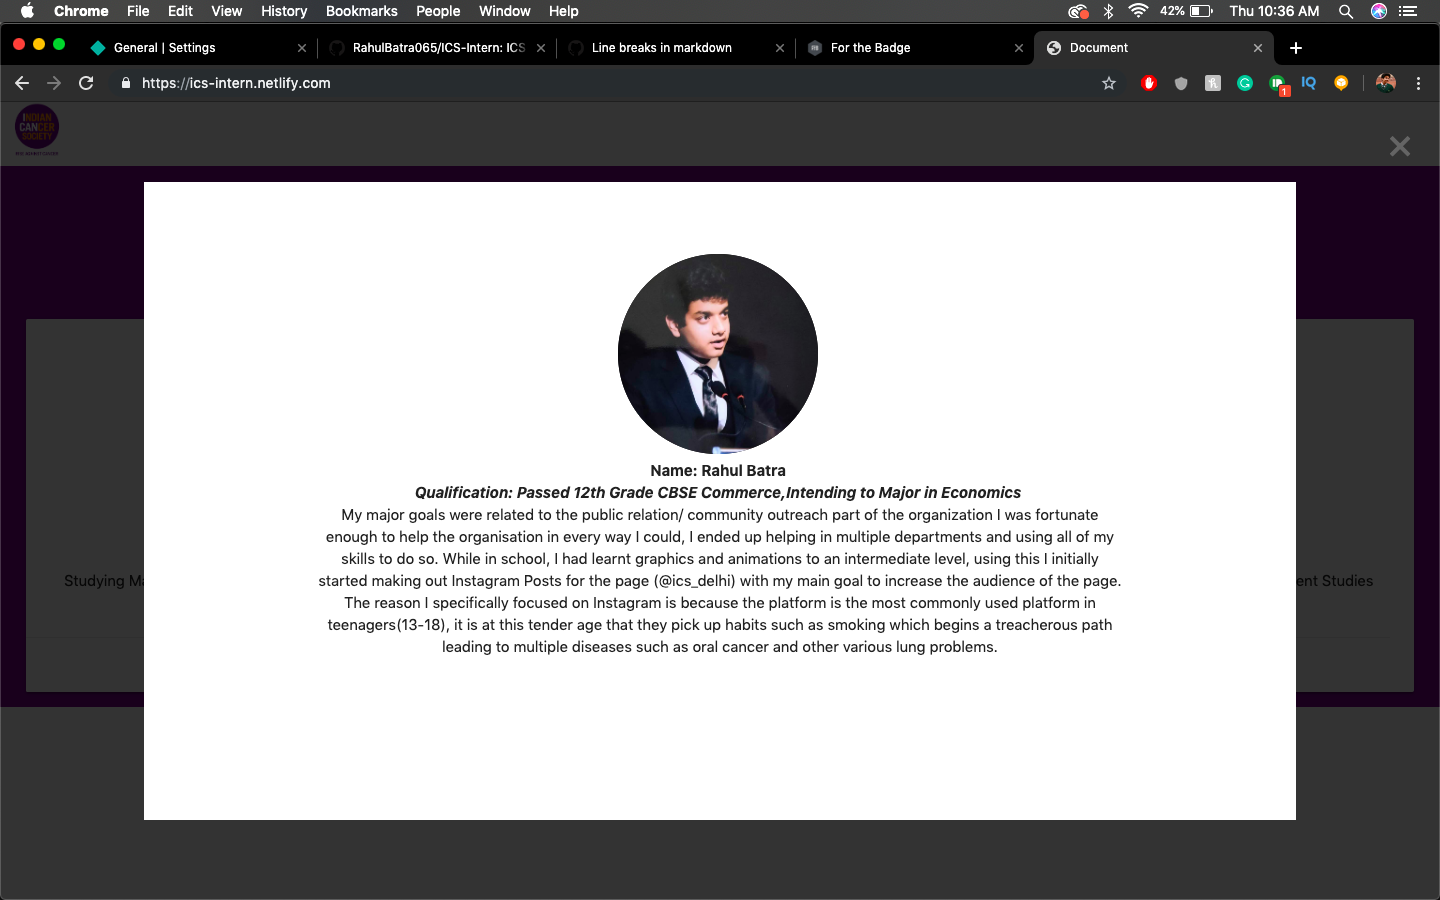 Chrome File Edit View History Bookmarks People Window Help 42% Thu 10:36 AM
General | Settings RahulBatra065/ICS-Intern: ICS Line breaks in markdown For the Badge Document
https://ics-intern.netlify.com 1 IQ
INDIAN
CANCER
SOCIETY
Name: Rahul Batra
Qualification: Passed 12th Grade CBSE Commerce,Intending to Major in Economics
My major goals were related to the public relation/ community outreach part of the organization I was fortunate
enough to help the organisation in every way I could, I ended up helping in multiple departments and using all of my
skills to do so. While in school, I had learnt graphics and animations to an intermediate level, using this I initially
started making out Instagram Posts for the page (@ics_delhi) with my main goal to increase the audience of the page.
The reason I specifically focused on Instagram is because the platform is the most commonly used platform in
teenagers(13-18), it is at this tender age that they pick up habits such as smoking which begins a treacherous path
leading to multiple diseases such as oral cancer and other various lung problems.
Studying Ma
ent Studies